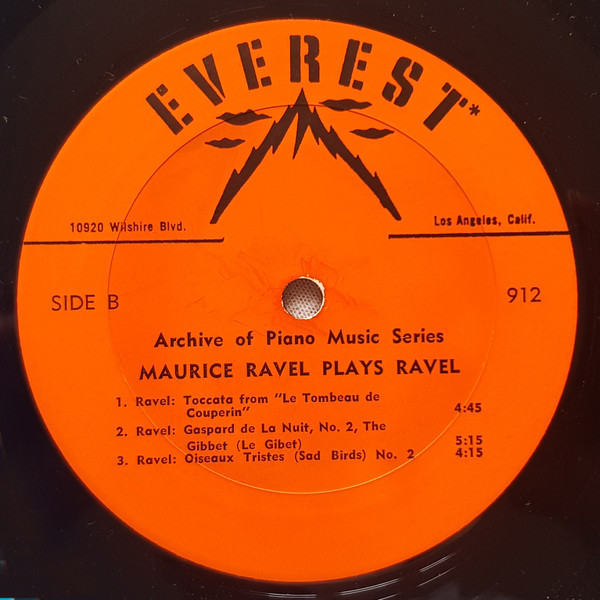 EVEREST*
10920 Wilshire Blvd. Los Angeles, Calif.
SIDE B 912
Archive of Piano Music Series
MAURICE RAVEL PLAYS RAVEL
1. Ravel: Toccata from "Le Tombeau de
Couperin" 4:45
2. Ravel: Gaspard de La Nuit, No. 2, The
Gibbet (Le Gibet) 5:15
3. Ravel: Oiseaux Tristes (Sad Birds) No. 2 4:15